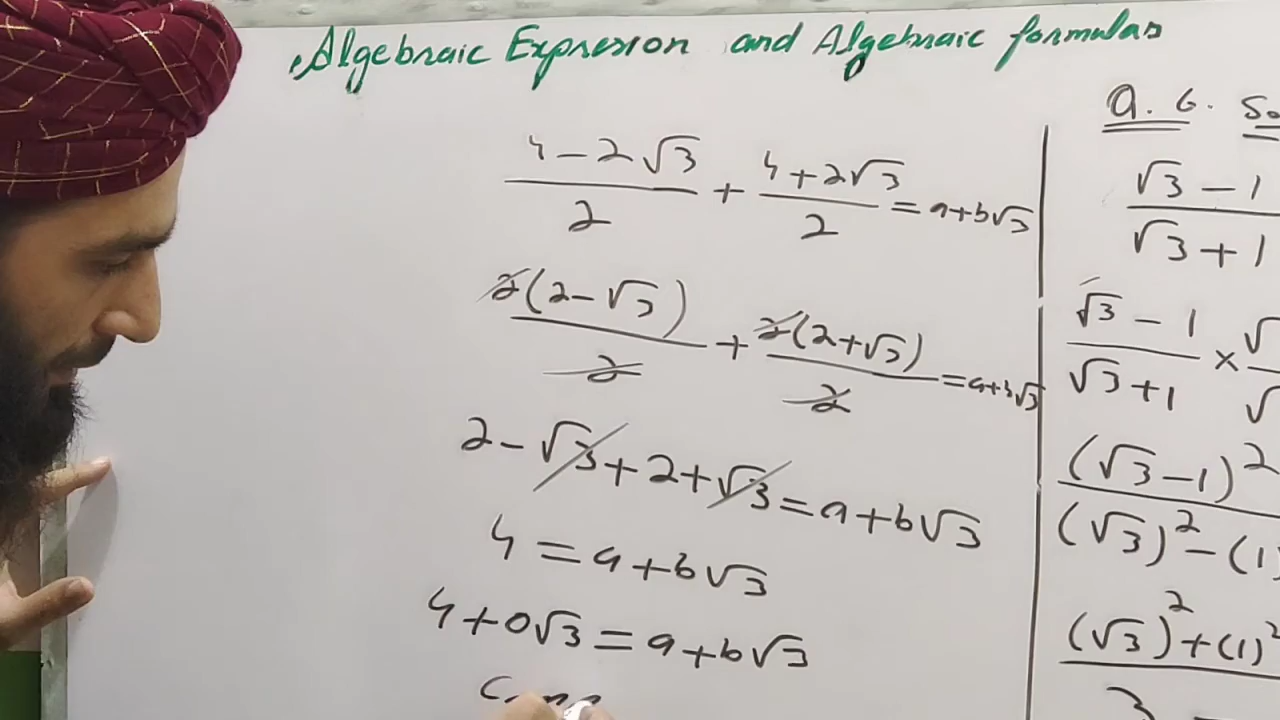 Algebraic Expression and Algebraic formulas
4 - 2√3 / 2 + 4 + 2√3 / 2 = a + b√3
2(2 - √3) / 2 + 2(2 + √3) / 2 = a + b√3
2 - √3 + 2 + √3 = a + b√3
4 = a + b√3
4 + 0√3 = a + b√3
Q. 6.
√3 - 1 / √3 + 1
√3 - 1 / √3 + 1 × √ / √
(√3 - 1)² / (√3)² - (1)
(√3)² + (1)² / 3